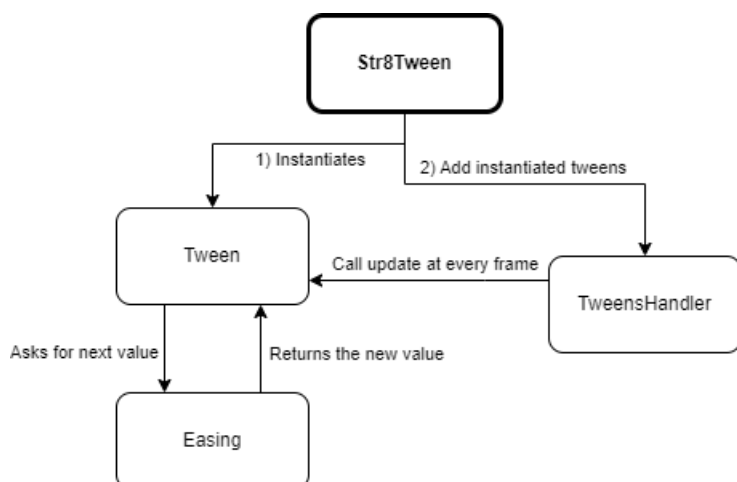 Str8Tween
1) Instantiates
2) Add instantiated tweens
Tween
Call update at every frame
TweensHandler
Asks for next value
Returns the new value
Easing